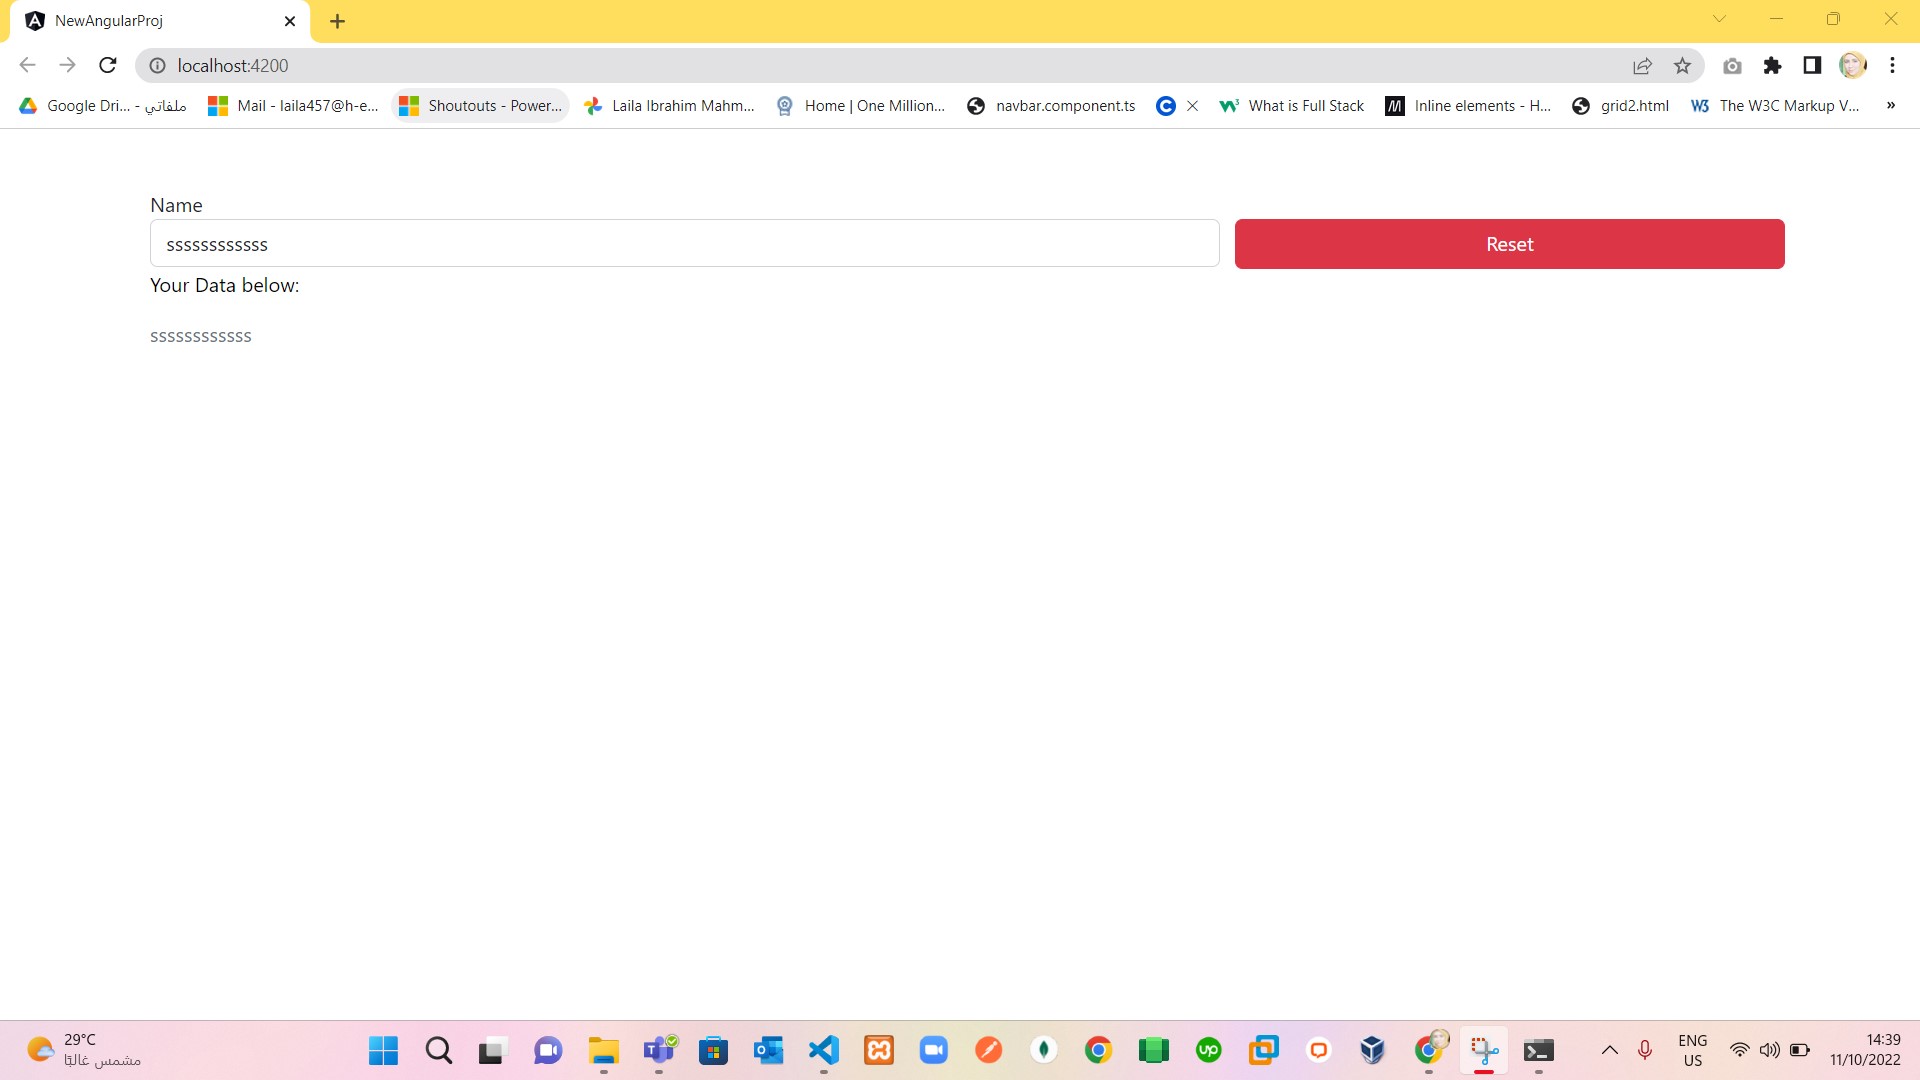 NewAngularProj
localhost:4200
Google Dri... - ملفاتي
Mail - laila457@h-e...
Shoutouts - Power...
Laila Ibrahim Mahm...
Home | One Million...
navbar.component.ts
What is Full Stack
Inline elements - H...
grid2.html
W3 The W3C Markup V...
»
Name
ssssssssssss
Reset
Your Data below:
ssssssssssss
29°C
مشمس غالبًا
ENG
US
14:39
11/10/2022